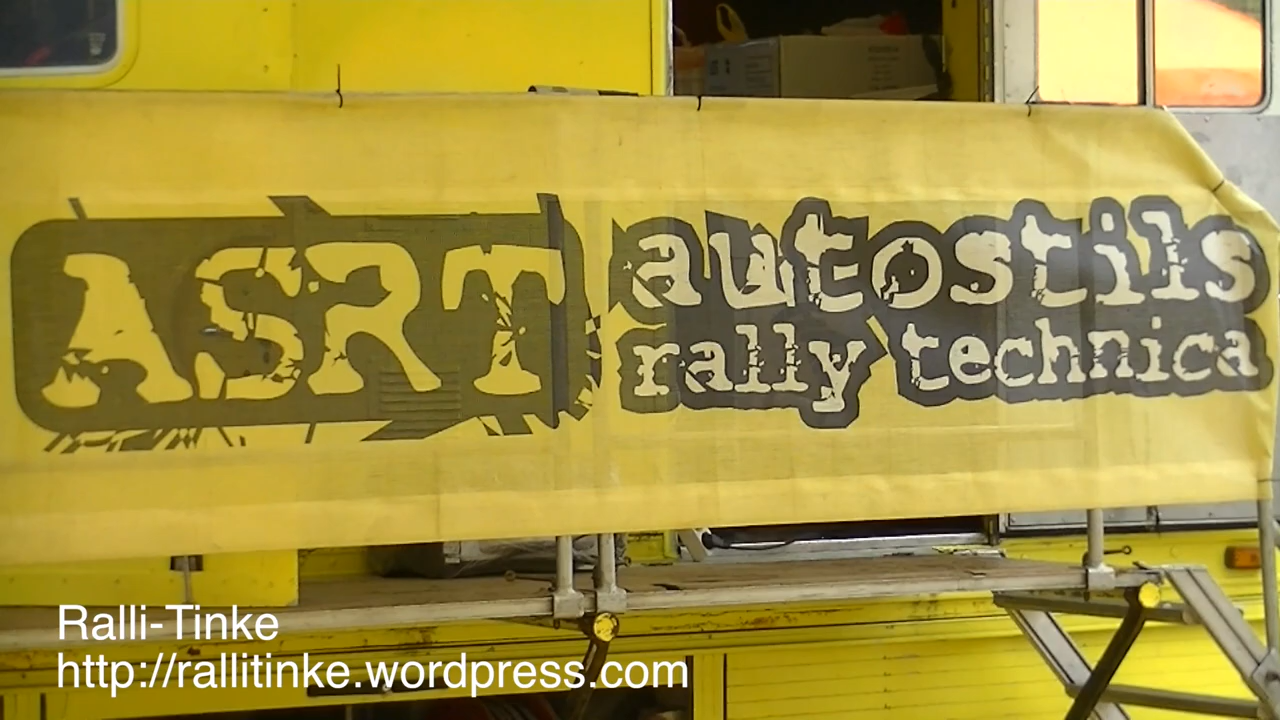 ASRT
autostils
rally technica
Ralli-Tinke
http://rallitinke.wordpress.com